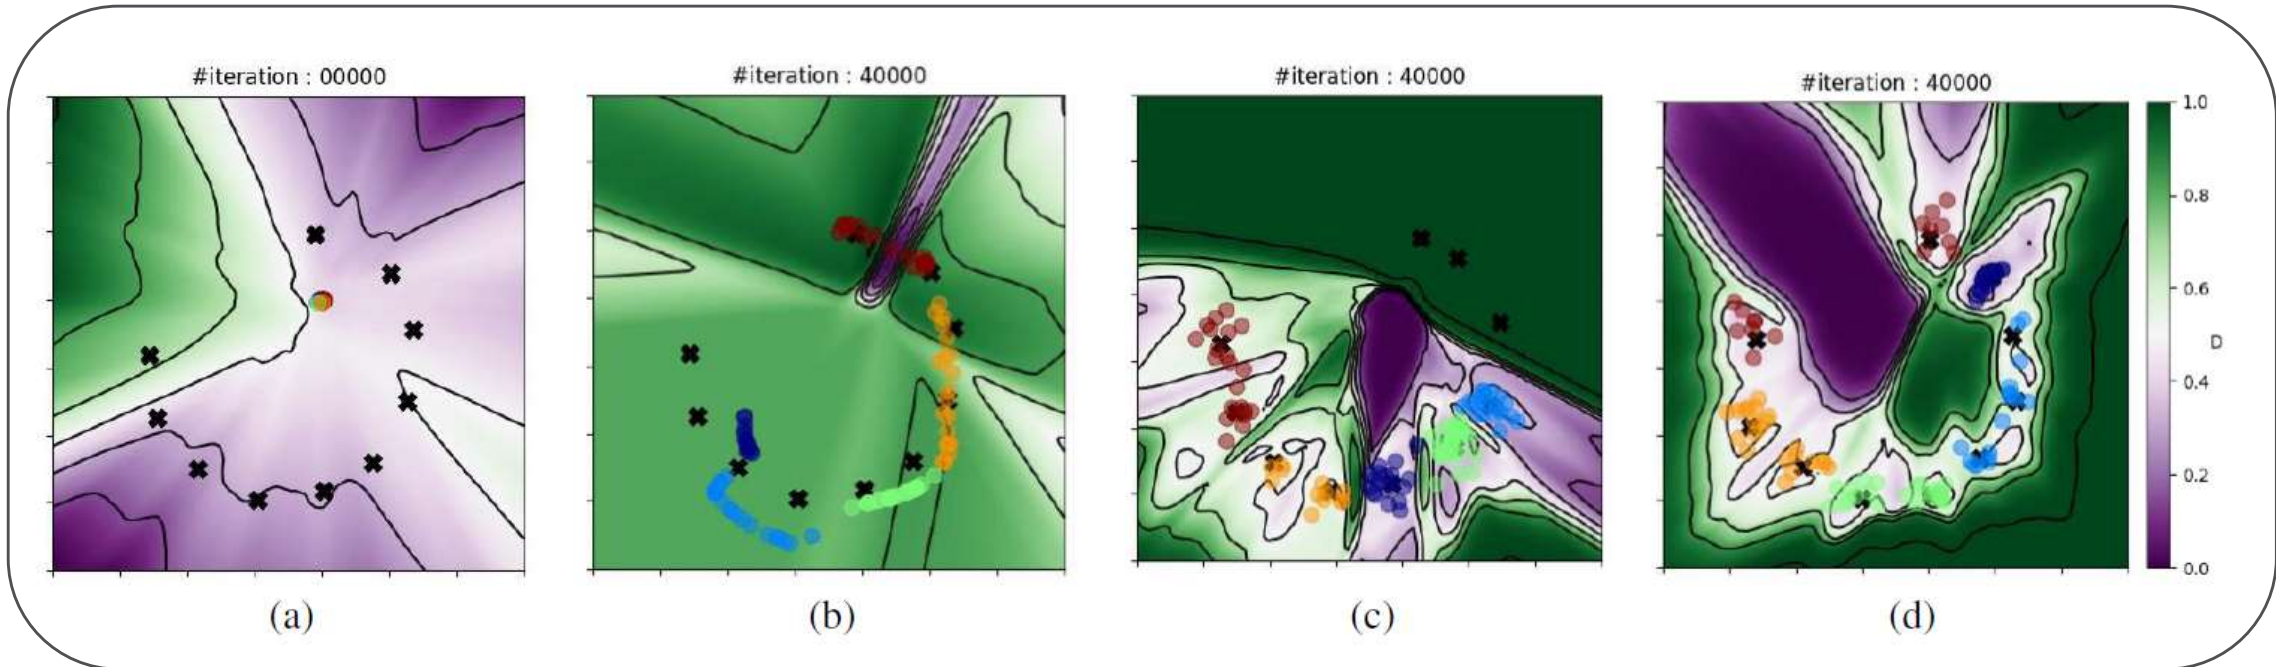 #iteration : 00000
#iteration : 40000
#iteration : 40000
#iteration : 40000
1.0
0.8
0.6
D
0.4
0.2
0.0
(a)
(b)
(c)
(d)